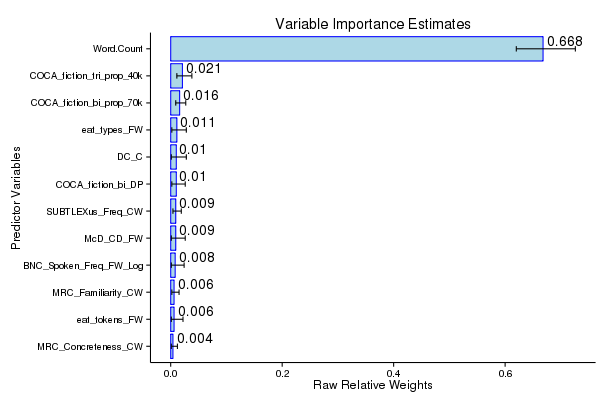 Variable Importance Estimates
Predictor Variables
Word.Count 0.668
COCA_fiction_tri_prop_40k 0.021
COCA_fiction_bi_prop_70k 0.016
eat_types_FW 0.011
DC_C 0.01
COCA_fiction_bi_DP 0.01
SUBTLEXus_Freq_CW 0.009
McD_CD_FW 0.009
BNC_Spoken_Freq_FW_Log 0.008
MRC_Familiarity_CW 0.006
eat_tokens_FW 0.006
MRC_Concreteness_CW 0.004
0.0 0.2 0.4 0.6
Raw Relative Weights